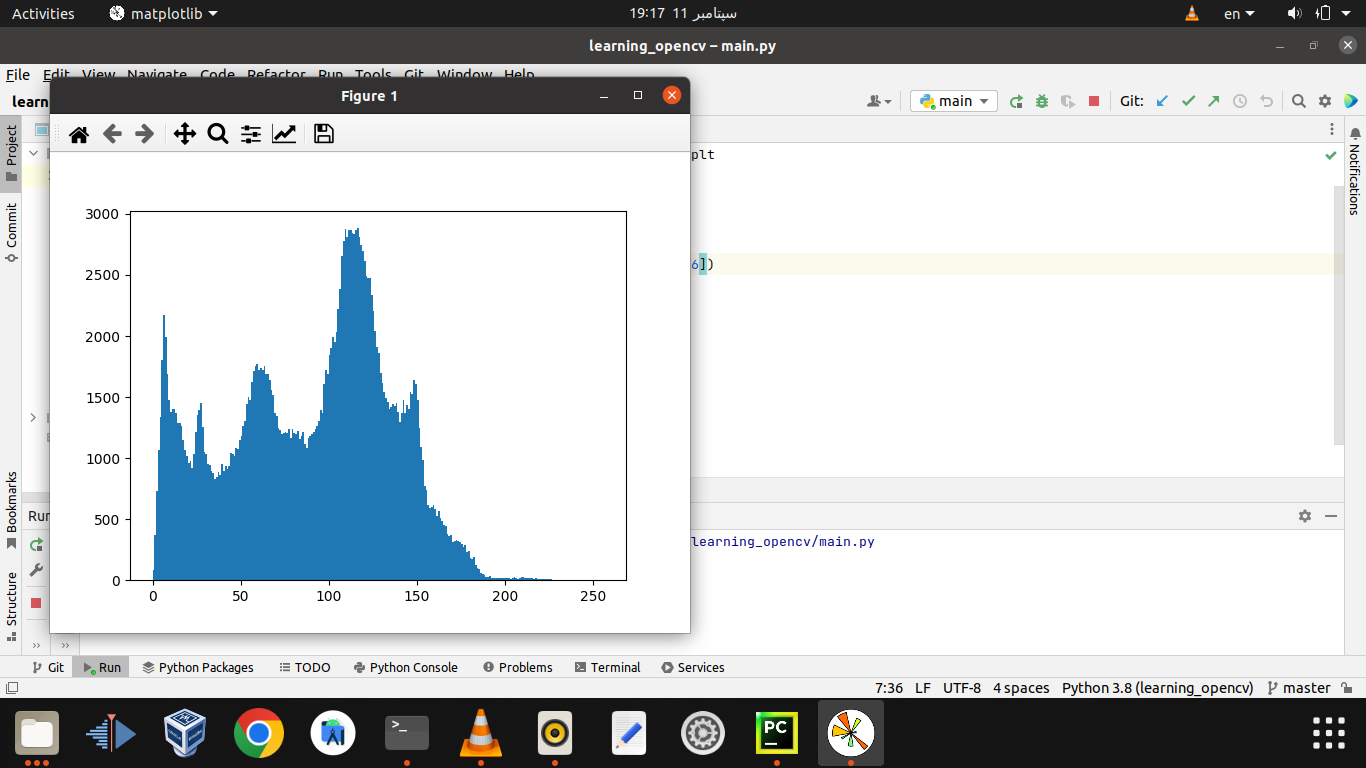 Activities
matplotlib
19:17 11 سپتامبر
en
learning_opencv – main.py
File Edit View Navigate Code Refactor Run Tools Git Window Help
learn
main
Git:
Figure 1
plt
6])
3000
2500
2000
1500
1000
500
0
0 50 100 150 200 250
Project
Commit
Bookmarks
Structure
Notifications
Run
learning_opencv/main.py
Git
Run
Python Packages
TODO
Python Console
Problems
Terminal
Services
7:36 LF UTF-8 4 spaces Python 3.8 (learning_opencv) master
>_
PC